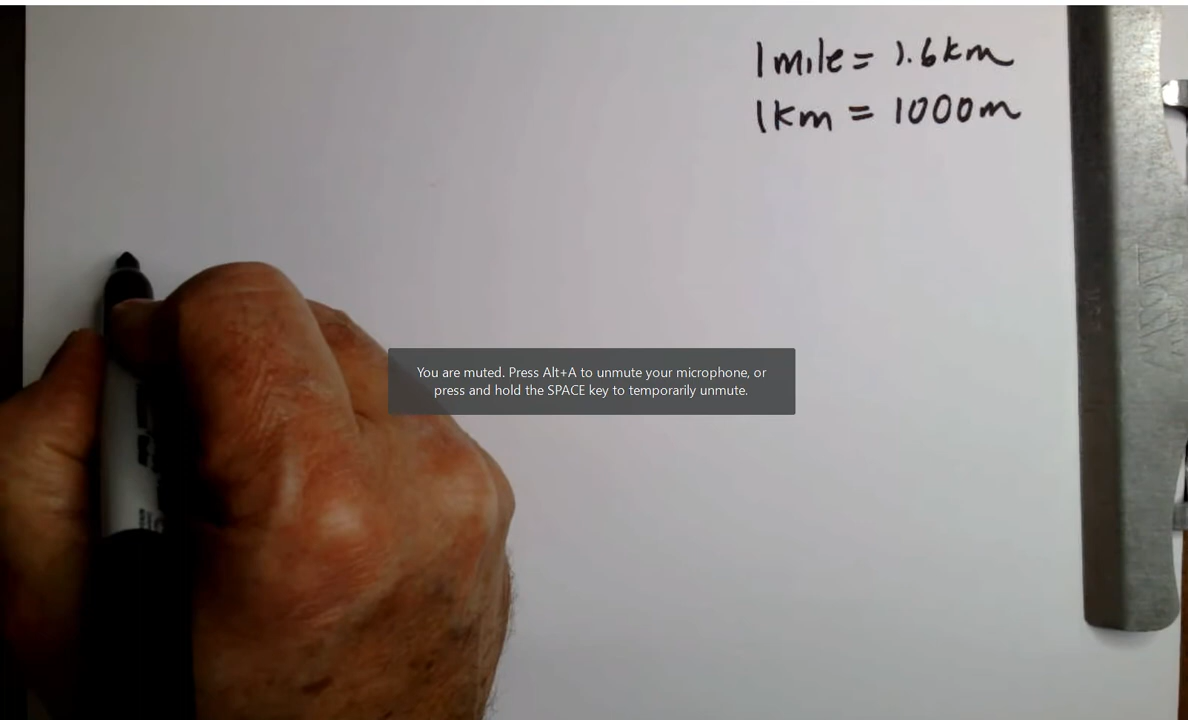 1 mile = 1.6 km
1 km = 1000 m
You are muted. Press Alt+A to unmute your microphone, or
press and hold the SPACE key to temporarily unmute.